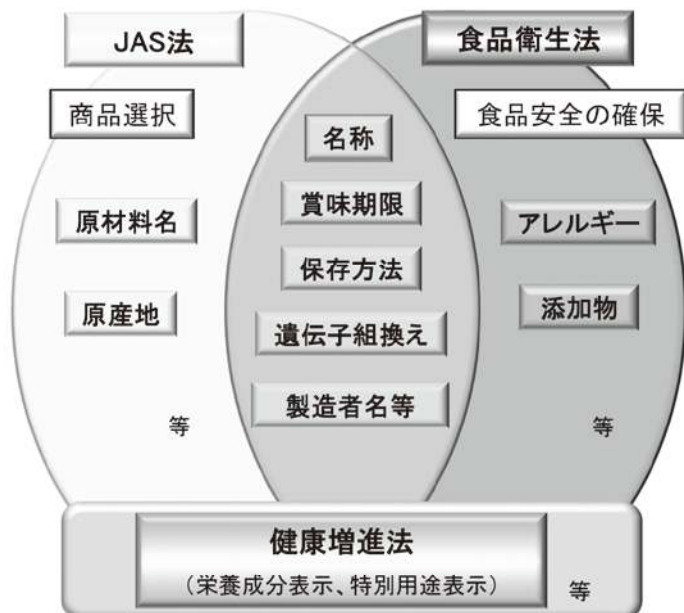 JAS法
食品衛生法
商品選択
食品安全の確保
名称
賞味期限
原材料名
アレルギー
保存方法
原産地
添加物
遺伝子組換え
製造者名等
等
等
健康増進法
(栄養成分表示、特別用途表示)
等